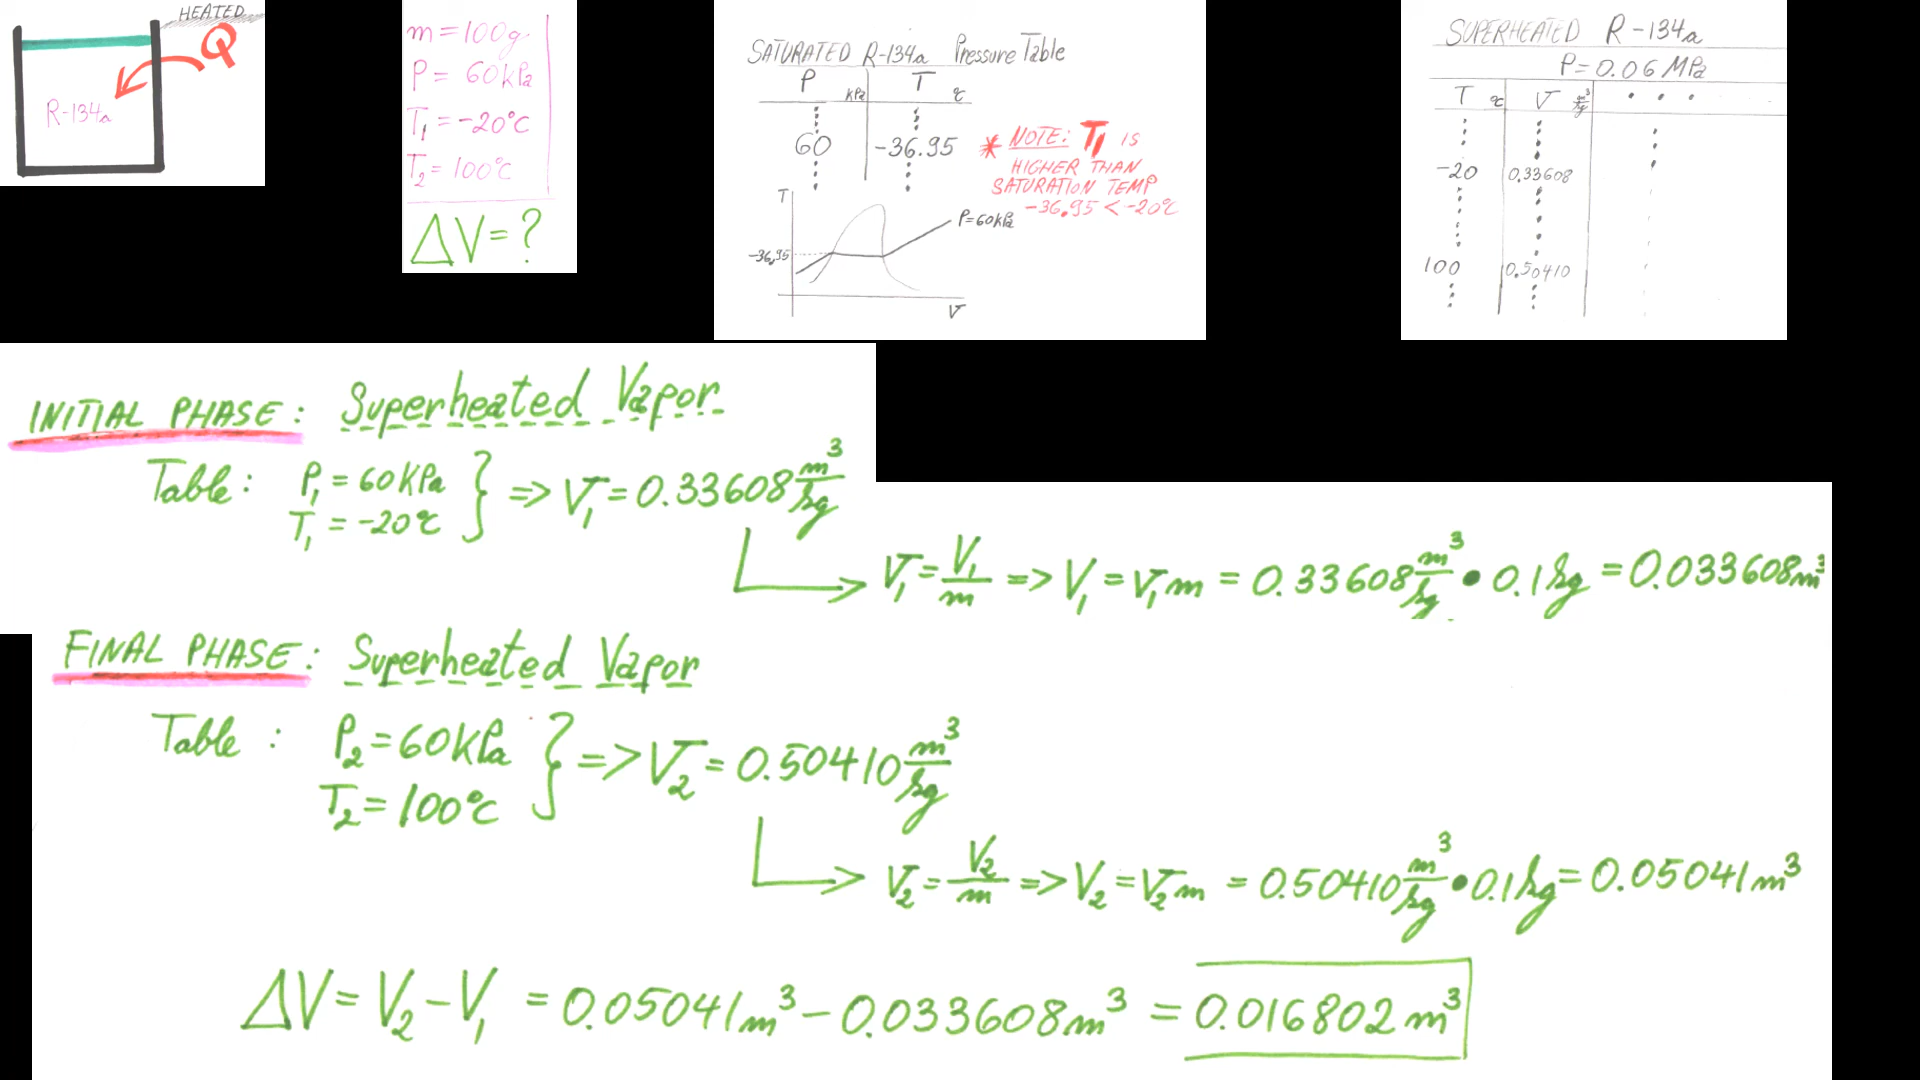 HEATED
Q
R-134a
m = 100g
P = 60kPa
T₁ = -20°C
T₂ = 100°C
ΔV = ?
SATURATED R-134a Pressure Table
P kPa T °C
60 -36.95
* NOTE: T₁ IS
HIGHER THAN
SATURATION TEMP
-36.95 < -20°C
T
P=60kPa
-36,95
V
SUPERHEATED R-134a
P = 0.06 MPa
T °C V m³/kg
-20 0.33608
100 0.50410
INITIAL PHASE: Superheated Vapor
Table: P₁ = 60KPa
T₁ = -20°C } => V₁ = 0.33608 m³/kg
V₁ = V₁/m => V₁ = V₁m = 0.33608 m³/kg • 0.1kg = 0.033608m³
FINAL PHASE: Superheated Vapor
Table : P₂ = 60kPa
T₂ = 100°C } => V₂ = 0.50410 m³/kg
V₂ = V₂/m => V₂ = V₂m = 0.50410 m³/kg • 0.1kg = 0.05041m³
ΔV = V₂ - V₁ = 0.05041m³ - 0.033608m³ = 0.016802m³